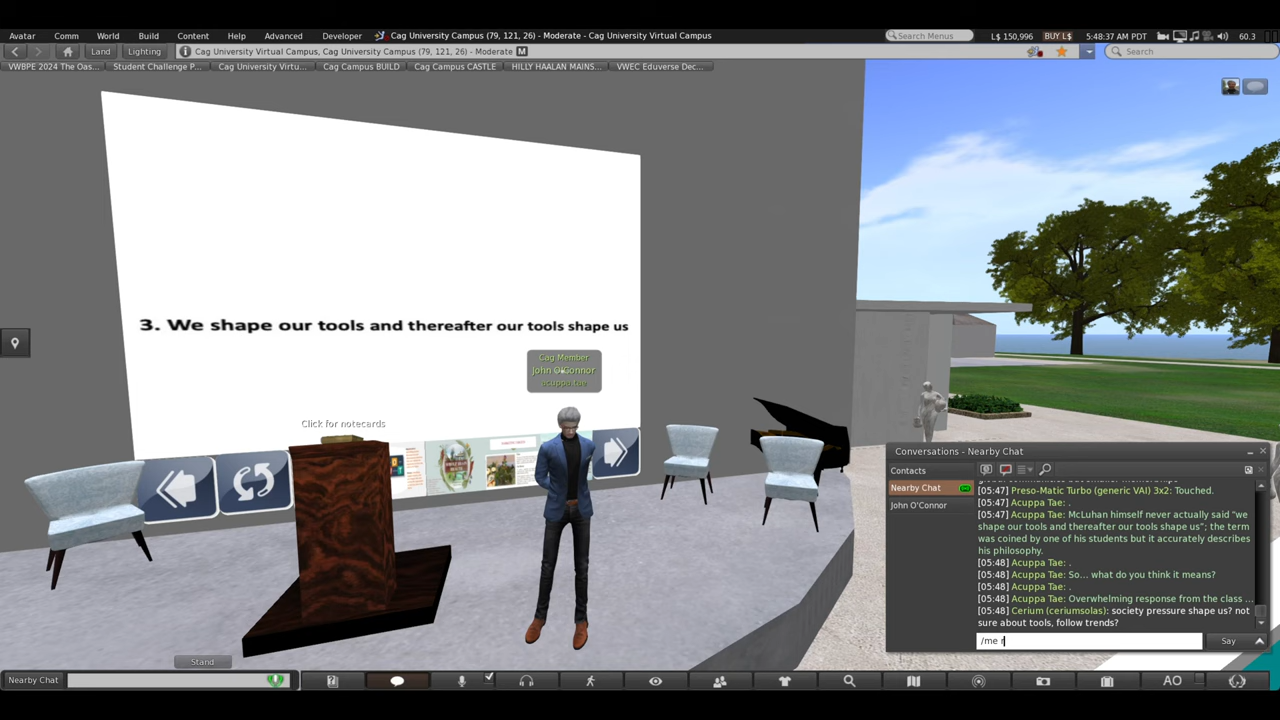 Avatar Comm World Build Content Help Advanced Developer Cag University Campus (79, 121, 26) - Moderate - Cag University Virtual Campus Search Menus L$ 150,996 BUY L$ 5:48:37 AM PDT 60.3
Land Lighting Cag University Virtual Campus, Cag University Campus (79, 121, 26) - Moderate M Search
VWBPE 2024 The Oas... Student Challenge P... Cag University Virtu... Cag Campus BUILD Cag Campus CASTLE HILLY HAALAN MAINS... VWEC Eduverse Dec...
3. We shape our tools and thereafter our tools shape us
Cag Member
John O'Connor
acuppa tae
Click for notecards
Stand
Conversations - Nearby Chat
Contacts
Nearby Chat
John O'Connor
[05:47] Preso-Matic Turbo (generic VAI) 3x2: Touched.
[05:47] Acuppa Tae: .
[05:47] Acuppa Tae: McLuhan himself never actually said "we
shape our tools and thereafter our tools shape us"; the term
was coined by one of his students but it accurately describes
his philosophy.
[05:48] Acuppa Tae: .
[05:48] Acuppa Tae: So... what do you think it means?
[05:48] Acuppa Tae: .
[05:48] Acuppa Tae: Overwhelming response from the class ...
[05:48] Cerium (ceriumsolas): society pressure shape us? not
sure about tools, follow trends?
/me r
Say
Nearby Chat
AO